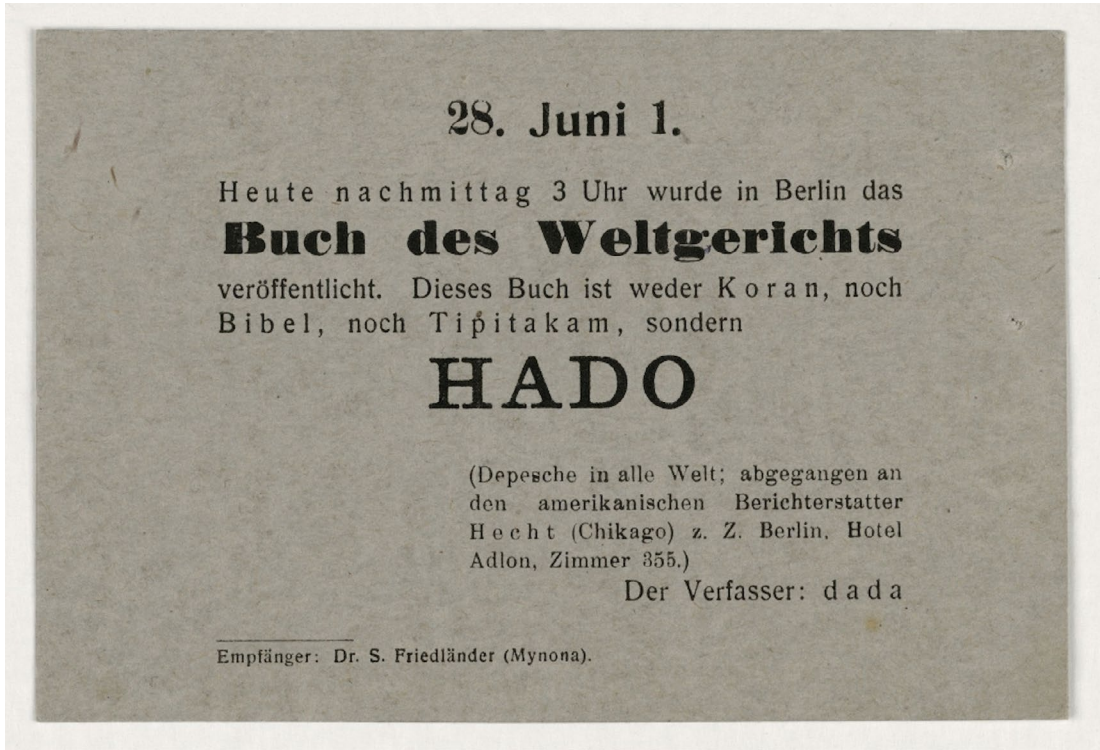 28. Juni 1.
Heute nachmittag 3 Uhr wurde in Berlin das
Buch des Weltgerichts
veröffentlicht. Dieses Buch ist weder Koran, noch
Bibel, noch Tipitakam, sondern
HADO
(Depesche in alle Welt; abgegangen an
den amerikanischen Berichterstatter
Hecht (Chikago) z. Z. Berlin, Hotel
Adlon, Zimmer 355.)
Der Verfasser: dada
Empfänger: Dr. S. Friedländer (Mynona).